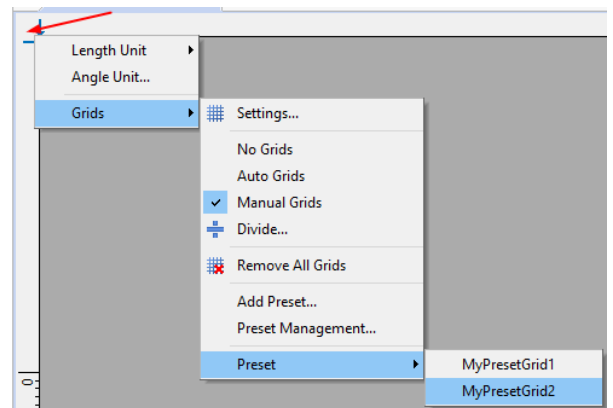 Length Unit
Angle Unit...
Grids
Settings...
No Grids
Auto Grids
Manual Grids
Divide...
Remove All Grids
Add Preset...
Preset Management...
Preset
MyPresetGrid1
MyPresetGrid2
0